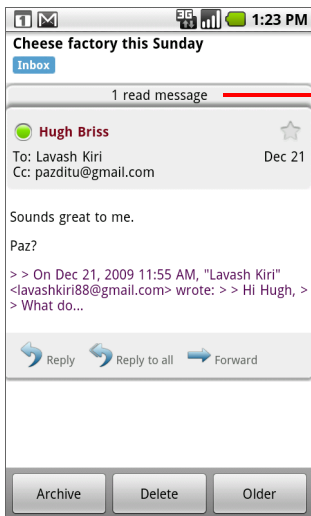 1
3G
1:23 PM
Cheese factory this Sunday
Inbox
1 read message
Hugh Briss
To: Lavash Kiri
Dec 21
Cc: pazditu@gmail.com
Sounds great to me.
Paz?
> > On Dec 21, 2009 11:55 AM, "Lavash Kiri"
<lavashkiri88@gmail.com> wrote: > > Hi Hugh, >
> What do...
Reply
Reply to all
Forward
Archive
Delete
Older